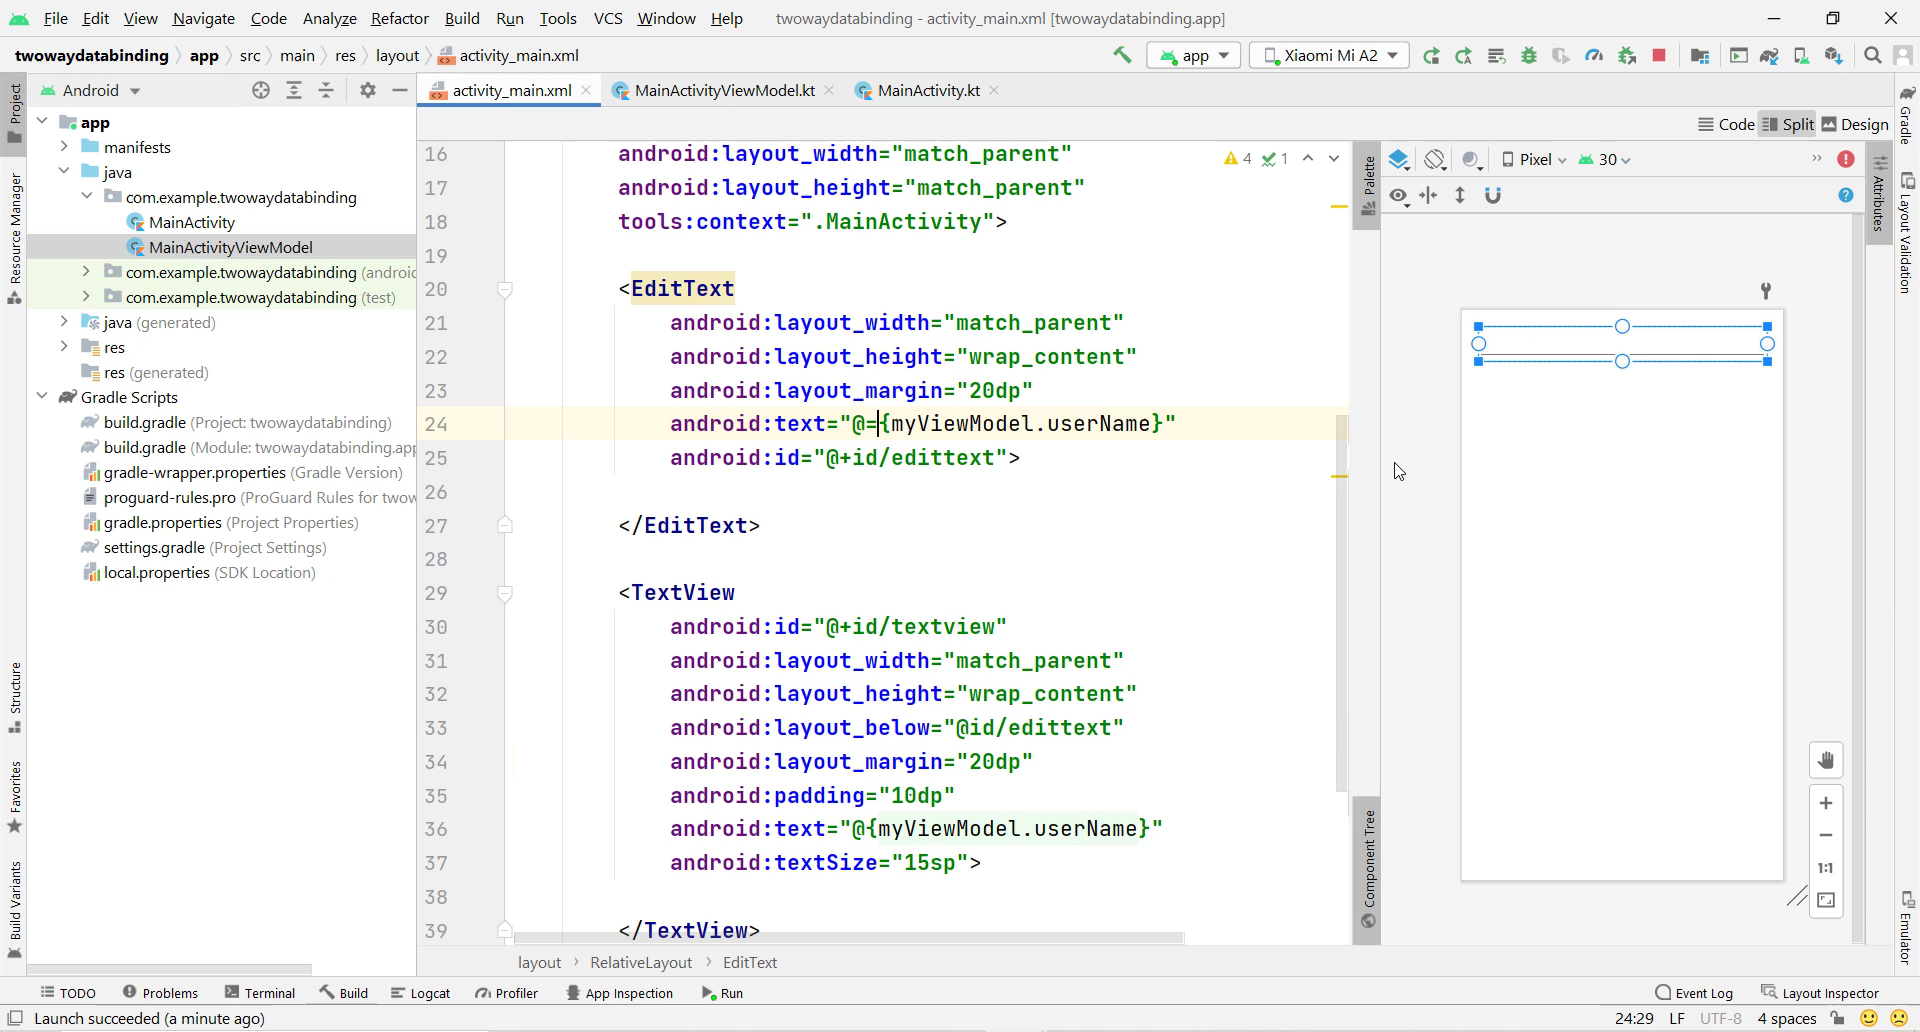 File Edit View Navigate Code Analyze Refactor Build Run Tools VCS Window Help twowaydatabinding - activity_main.xml [twowaydatabinding.app]
twowaydatabinding app src main res layout activity_main.xml app Xiaomi Mi A2
Android activity_main.xml MainActivityViewModel.kt MainActivity.kt
Code Split Design
app
manifests
java
com.example.twowaydatabinding
MainActivity
MainActivityViewModel
com.example.twowaydatabinding (androi
com.example.twowaydatabinding (test)
java (generated)
res
res (generated)
Gradle Scripts
build.gradle (Project: twowaydatabinding)
build.gradle (Module: twowaydatabinding.app
gradle-wrapper.properties (Gradle Version)
proguard-rules.pro (ProGuard Rules for twow
gradle.properties (Project Properties)
settings.gradle (Project Settings)
local.properties (SDK Location)
16 android:layout_width="match_parent"
17 android:layout_height="match_parent"
18 tools:context=".MainActivity">
19
20 <EditText
21 android:layout_width="match_parent"
22 android:layout_height="wrap_content"
23 android:layout_margin="20dp"
24 android:text="@={myViewModel.userName}"
25 android:id="@+id/edittext">
26
27 </EditText>
28
29 <TextView
30 android:id="@+id/textview"
31 android:layout_width="match_parent"
32 android:layout_height="wrap_content"
33 android:layout_below="@id/edittext"
34 android:layout_margin="20dp"
35 android:padding="10dp"
36 android:text="@{myViewModel.userName}"
37 android:textSize="15sp">
38
39 </TextView>
4 1
Pixel 30
1:1
layout RelativeLayout EditText
Project
Resource Manager
Structure
Favorites
Build Variants
Palette
Component Tree
Attributes
Gradle
Layout Validation
Emulator
TODO Problems Terminal Build Logcat Profiler App Inspection Run Event Log Layout Inspector
Launch succeeded (a minute ago) 24:29 LF UTF-8 4 spaces